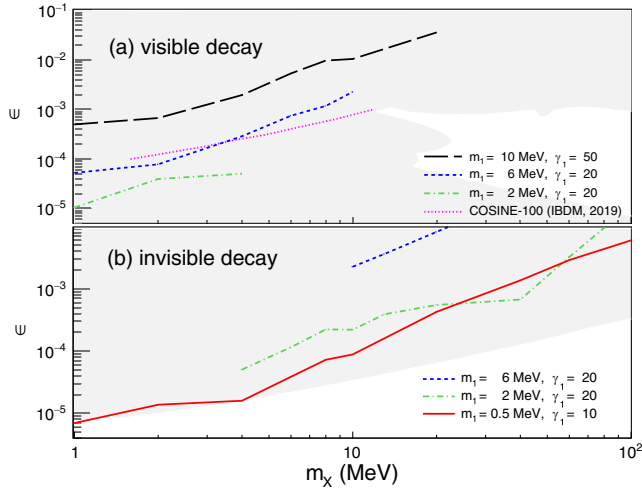 10⁻¹
(a) visible decay
10⁻²
10⁻³
ϵ
10⁻⁴
10⁻⁵
m₁ = 10 MeV, γ₁ = 50
m₁ = 6 MeV, γ₁ = 20
m₁ = 2 MeV, γ₁ = 20
COSINE-100 (IBDM, 2019)
(b) invisible decay
10⁻³
ϵ
10⁻⁴
10⁻⁵
m₁ = 6 MeV, γ₁ = 20
m₁ = 2 MeV, γ₁ = 20
m₁ = 0.5 MeV, γ₁ = 10
1 10 10²
m_X (MeV)